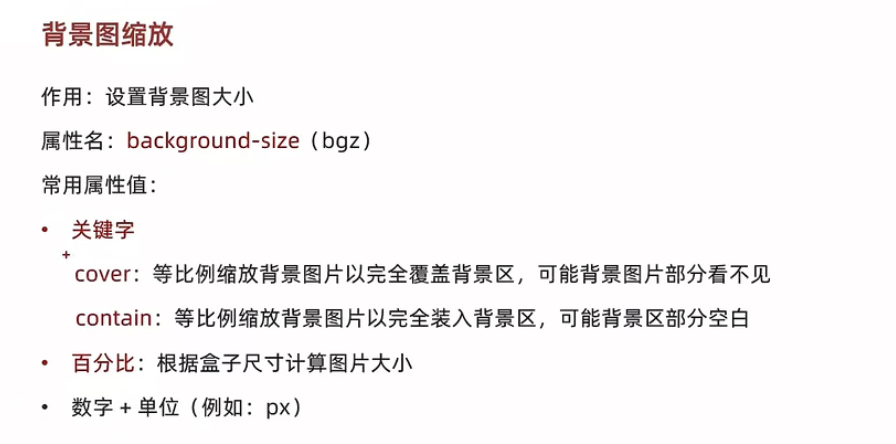 背景图缩放
作用：设置背景图大小
属性名：background-size（bgz）
常用属性值：
• 关键字
cover：等比例缩放背景图片以完全覆盖背景区，可能背景图片部分看不见
contain：等比例缩放背景图片以完全装入背景区，可能背景区部分空白
• 百分比：根据盒子尺寸计算图片大小
• 数字 + 单位（例如：px）